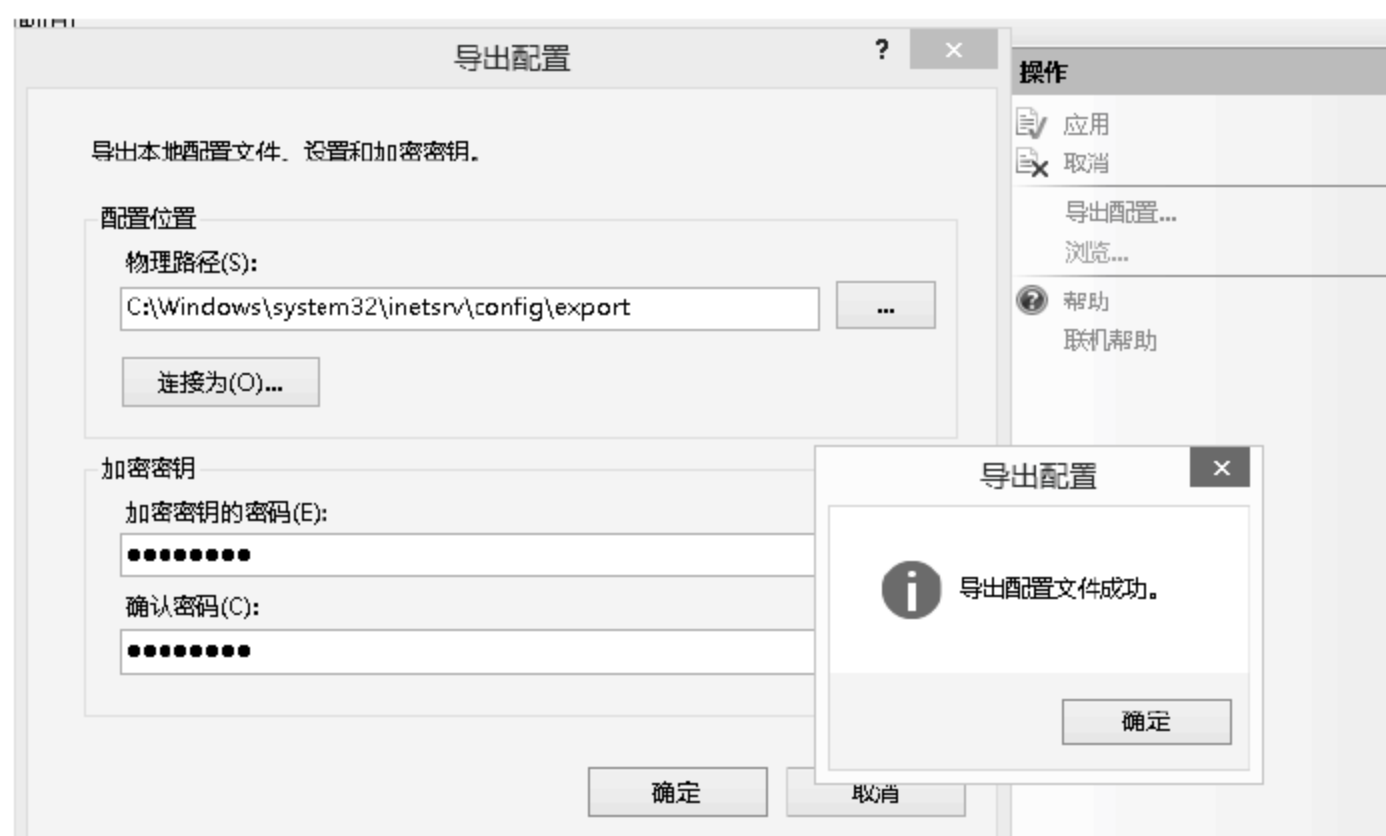 导出配置
?
导出本地配置文件、设置和加密密钥。
配置位置
物理路径(S):
C:\Windows\system32\inetsrv\config\export
...
连接为(O)...
加密密钥
加密密钥的密码(E):
●●●●●●●●
确认密码(C):
●●●●●●●●
确定
取消
操作
应用
取消
导出配置...
浏览...
帮助
联机帮助
导出配置
导出配置文件成功。
确定